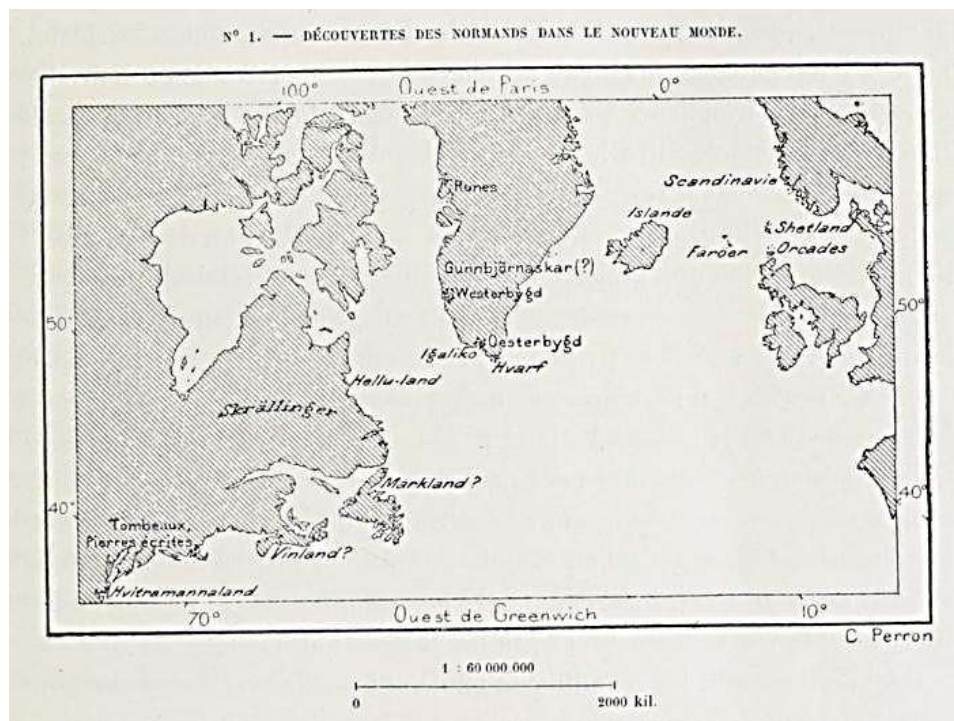 N° 1. — DÉCOUVERTES DES NORMANDS DANS LE NOUVEAU MONDE.
100° Ouest de Paris 0°
Runes
Scandinavie
Islande
Shetland
Faröer
Orcades
Gunnbjörnaskar (?)
Westerbygd
50° 50°
Oesterbygd
Igaliko
Hvarf
Hellu-land
Skrällinger
Markland?
40° 40°
Tombeaux,
Pierres écrites
Vinland?
Hvitramannaland
70° Ouest de Greenwich 10°
C. Perron
1 : 60 000 000
0 2000 kil.